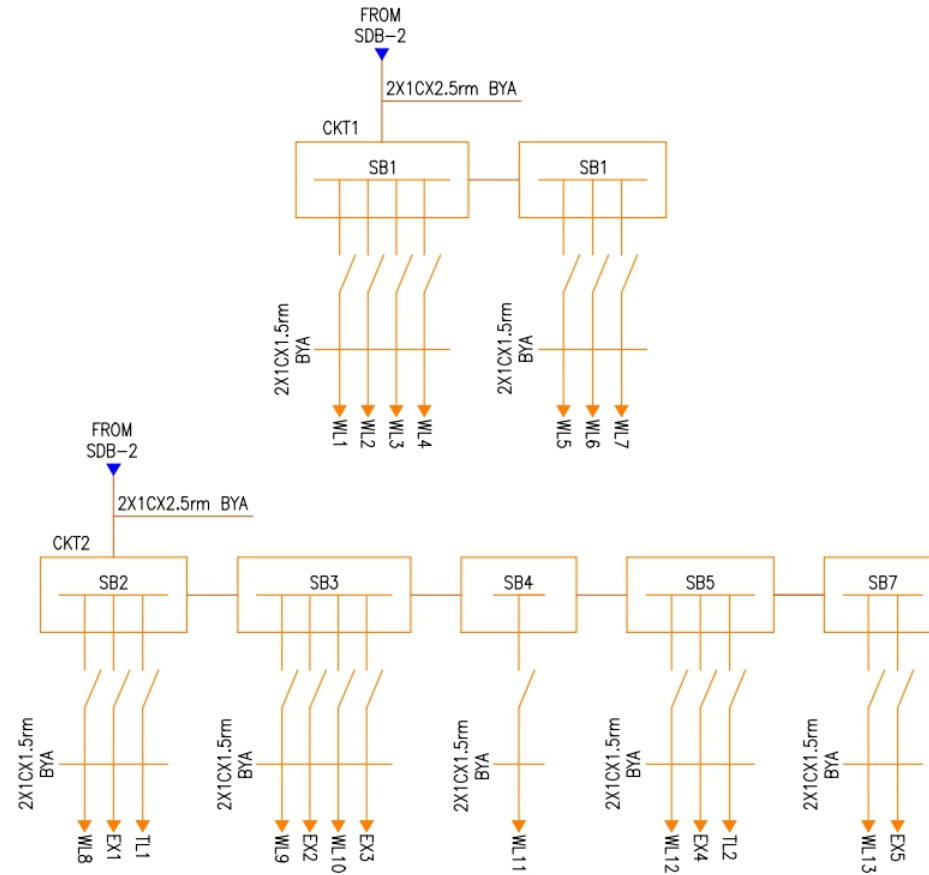 FROM
SDB-2
2X1CX2.5rm BYA
CKT1
SB1
SB1
2X1CX1.5rm
BYA
2X1CX1.5rm
BYA
WL1
WL2
WL3
WL4
WL5
WL6
WL7
FROM
SDB-2
2X1CX2.5rm BYA
CKT2
SB2
SB3
SB4
SB5
SB7
2X1CX1.5rm
BYA
2X1CX1.5rm
BYA
2X1CX1.5rm
BYA
2X1CX1.5rm
BYA
2X1CX1.5rm
BYA
WL8
EX1
TL1
WL9
EX2
WL10
EX3
WL11
WL12
EX4
TL2
WL13
EX5